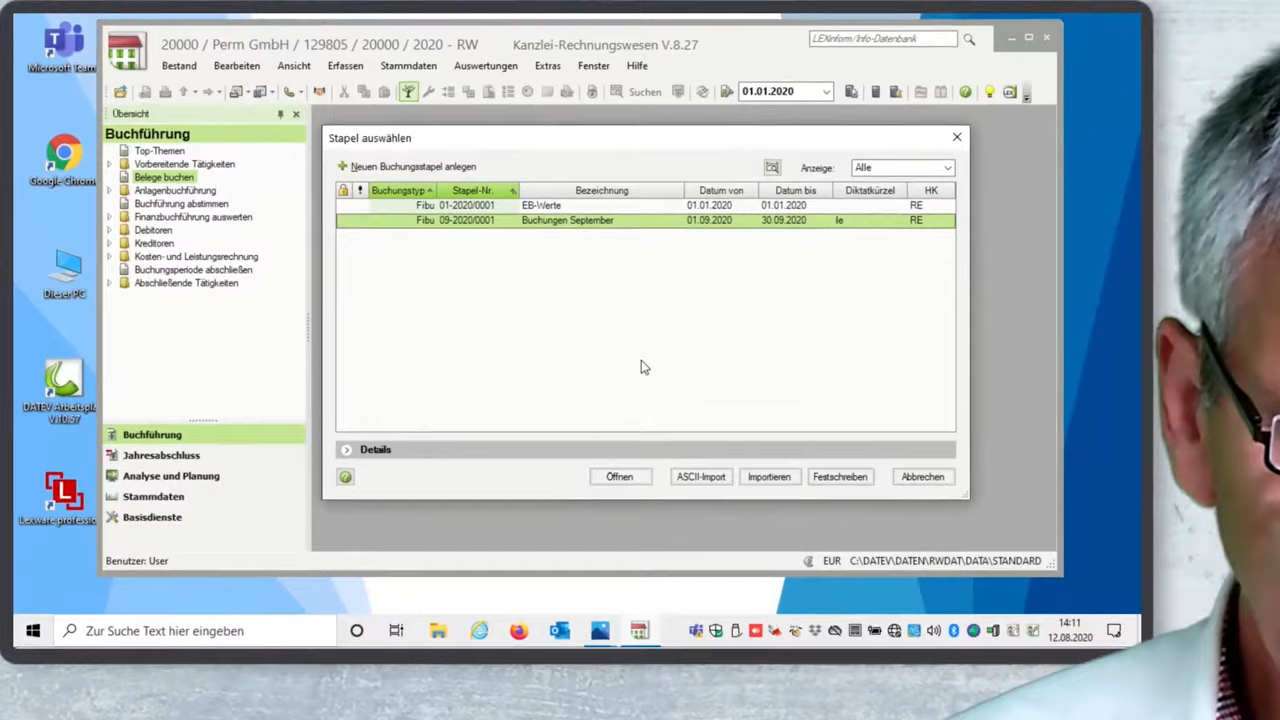 20000 / Perm GmbH / 129805 / 20000 / 2020 - RW Kanzlei-Rechnungswesen V.8.27
LEXinform/Info-Datenbank
Bestand Bearbeiten Ansicht Erfassen Stammdaten Auswertungen Extras Fenster Hilfe
Suchen 01.01.2020
Übersicht
Buchführung
Top-Themen
Vorbereitende Tätigkeiten
Belege buchen
Anlagenbuchführung
Buchführung abstimmen
Finanzbuchführung auswerten
Debitoren
Kreditoren
Kosten- und Leistungsrechnung
Buchungsperiode abschließen
Abschließende Tätigkeiten
Buchführung
Jahresabschluss
Analyse und Planung
Stammdaten
Basisdienste
Stapel auswählen
Neuen Buchungsstapel anlegen Anzeige: Alle
! Buchungstyp Stapel-Nr. Bezeichnung Datum von Datum bis Diktatkürzel HK
Fibu 01-2020/0001 EB-Werte 01.01.2020 01.01.2020 RE
Fibu 09-2020/0001 Buchungen September 01.09.2020 30.09.2020 le RE
Details
Öffnen ASCII-Import Importieren Festschreiben Abbrechen
Benutzer: User EUR C:\DATEV\DATEN\RWDAT\DATA\STANDARD
Microsoft Team
Google Chrom
Dieser PC
DATEV Arbeitspl
V.10.57
Lexware professio
Zur Suche Text hier eingeben
14:11
12.08.2020